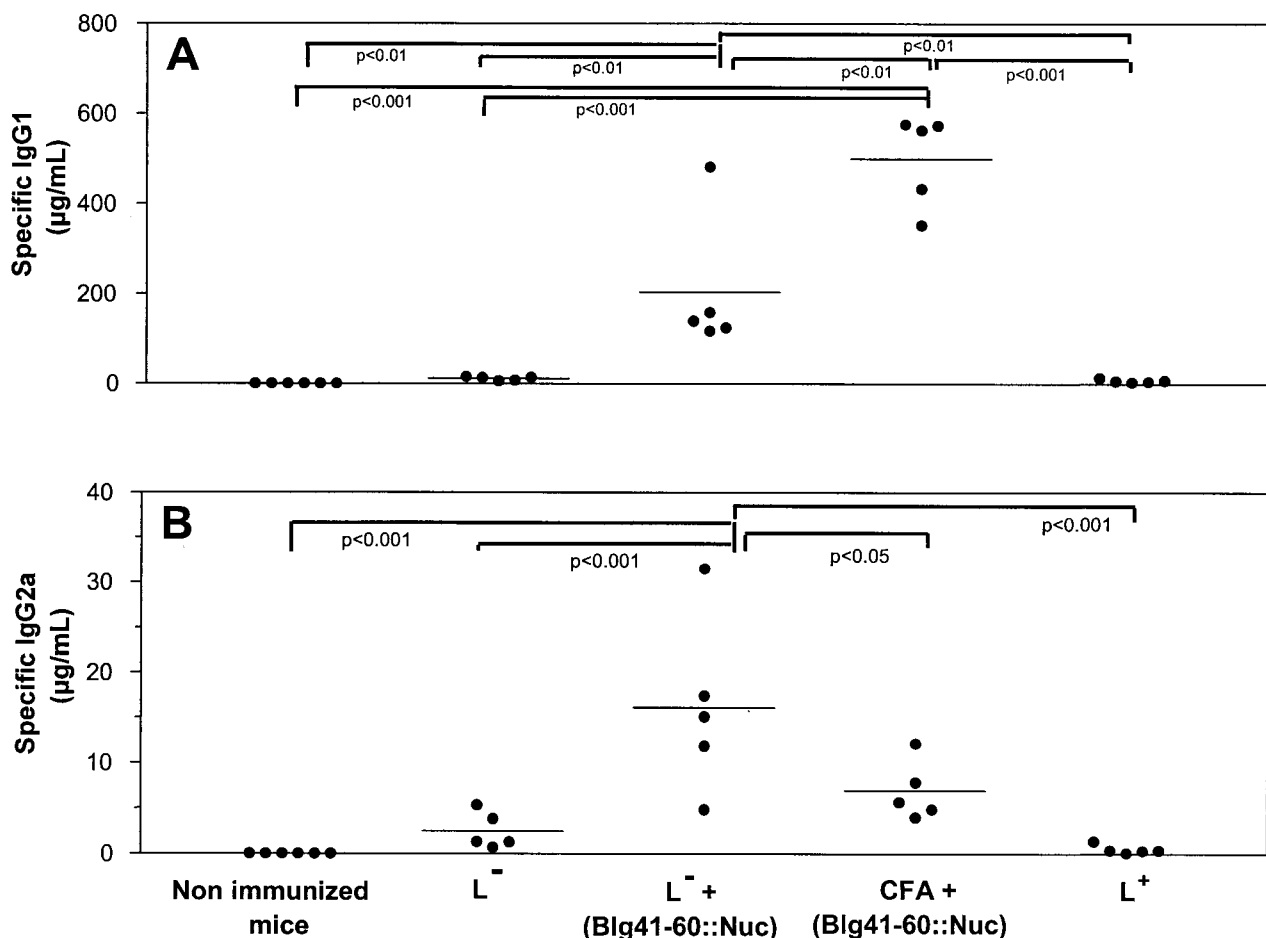 A
800
600
400
200
0
Specific IgG1
(µg/mL)
p<0.01
p<0.01
p<0.01
p<0.01
p<0.001
p<0.001
p<0.001
B
40
30
20
10
0
Specific IgG2a
(µg/mL)
p<0.001
p<0.001
p<0.05
p<0.001
Non immunized
mice
L⁻
L⁻ +
(Blg41-60::Nuc)
CFA +
(Blg41-60::Nuc)
L⁺